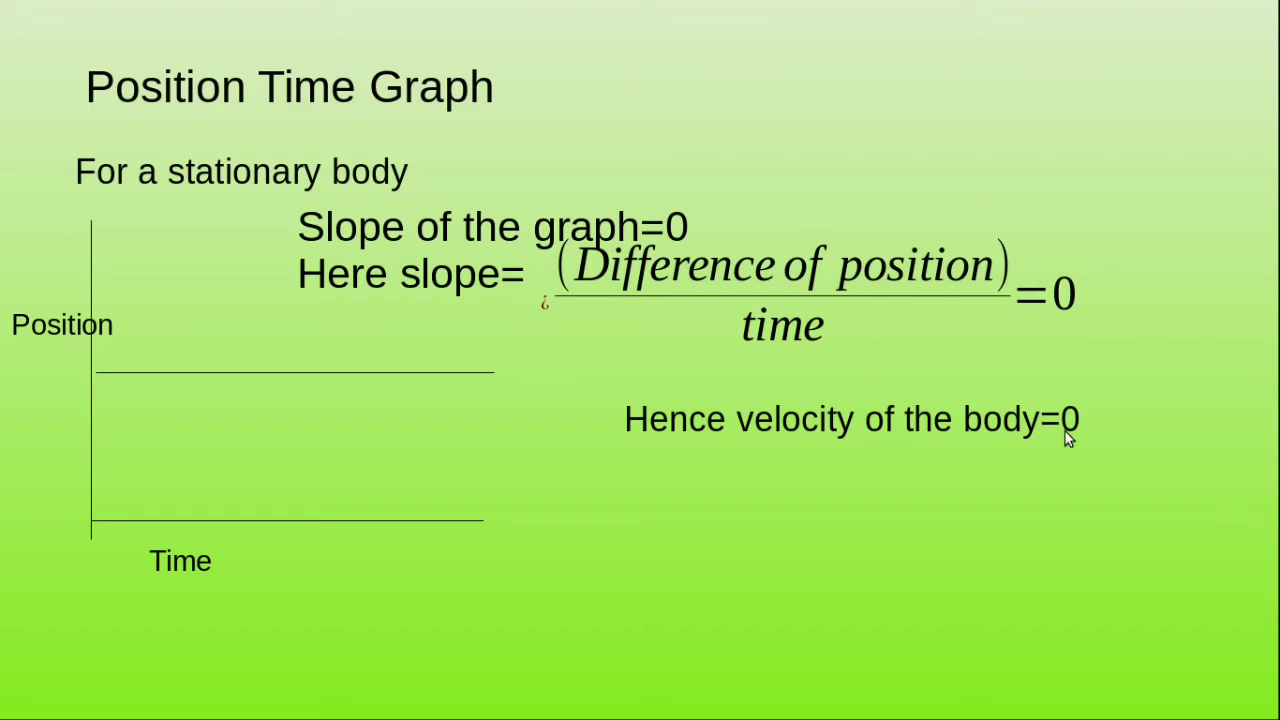 Position Time Graph
For a stationary body
Slope of the graph=0
Here slope= ¿ (Difference of position) / time =0
Position
Hence velocity of the body=0
Time